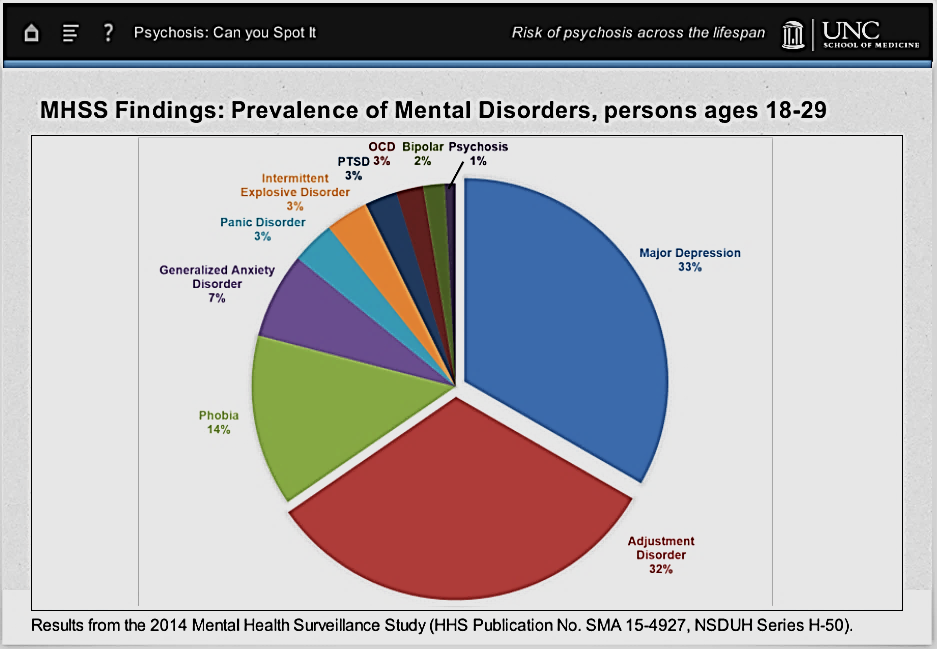 ? Psychosis: Can you Spot It
Risk of psychosis across the lifespan
UNC
SCHOOL OF MEDICINE
MHSS Findings: Prevalence of Mental Disorders, persons ages 18-29
OCD
3%
Bipolar
2%
Psychosis
1%
PTSD
3%
Intermittent
Explosive Disorder
3%
Panic Disorder
3%
Generalized Anxiety
Disorder
7%
Phobia
14%
Major Depression
33%
Adjustment
Disorder
32%
Results from the 2014 Mental Health Surveillance Study (HHS Publication No. SMA 15-4927, NSDUH Series H-50).